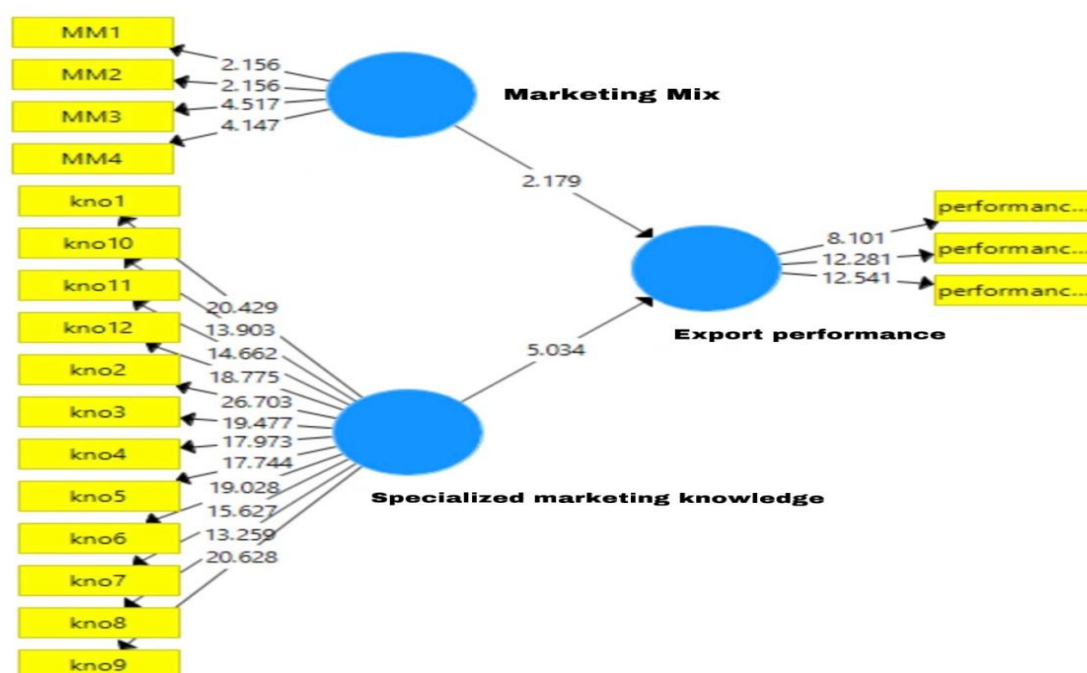 MM1
MM2
MM3
MM4
2.156
2.156
4.517
4.147
Marketing Mix
2.179
kno1
kno10
kno11
kno12
kno2
kno3
kno4
kno5
kno6
kno7
kno8
kno9
20.429
13.903
14.662
18.775
26.703
19.477
17.973
17.744
19.028
15.627
13.259
20.628
Specialized marketing knowledge
5.034
Export performance
8.101
12.281
12.541
performanc...
performanc...
performanc...